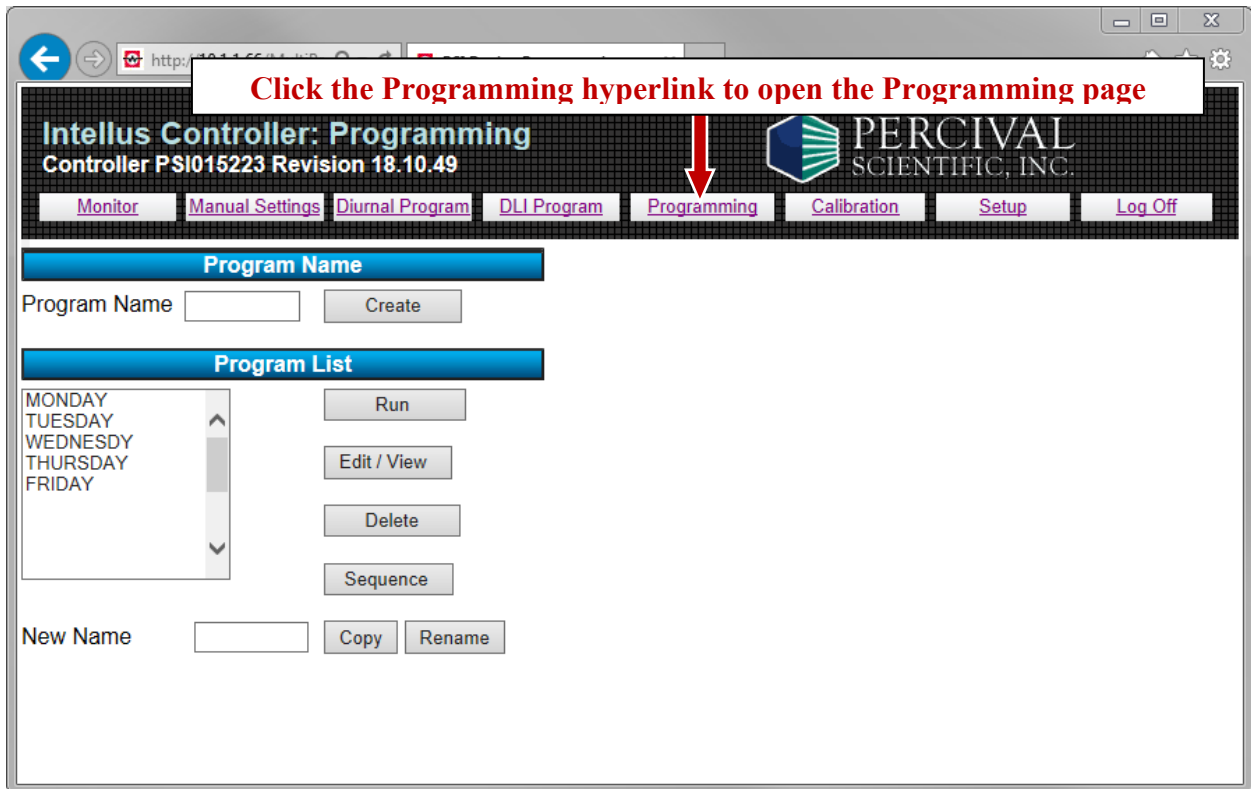 http:/
Click the Programming hyperlink to open the Programming page
Intellus Controller: Programming
Controller PSI015223 Revision 18.10.49
PERCIVAL
SCIENTIFIC, INC.
Monitor Manual Settings Diurnal Program DLI Program Programming Calibration Setup Log Off
Program Name
Program Name Create
Program List
MONDAY
TUESDAY
WEDNESDY
THURSDAY
FRIDAY
Run
Edit / View
Delete
Sequence
New Name Copy Rename